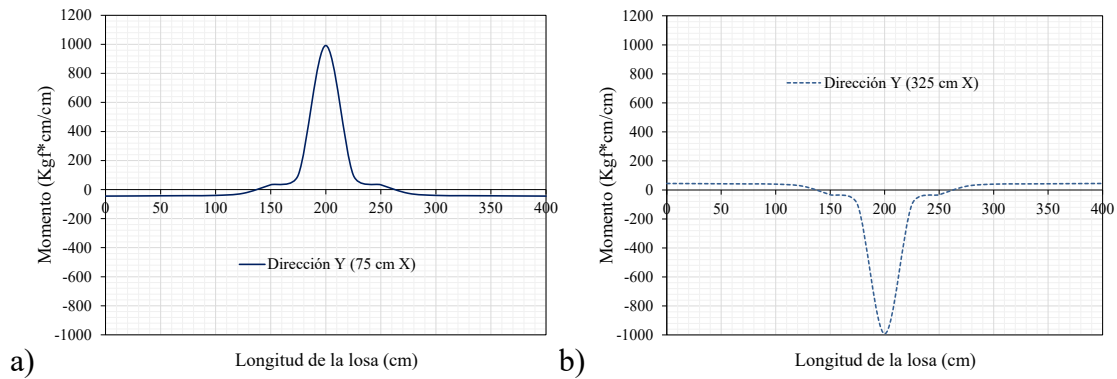 a)
Momento (Kgf*cm/cm)
1200
1000
800
600
400
200
0
-200
-400
-600
-800
-1000
0 50 100 150 200 250 300 350 400
Dirección Y (75 cm X)
Longitud de la losa (cm)
b)
Momento (Kgf*cm/cm)
1200
1000
800
600
400
200
0
-200
-400
-600
-800
-1000
0 50 100 150 200 250 300 350 400
Dirección Y (325 cm X)
Longitud de la losa (cm)